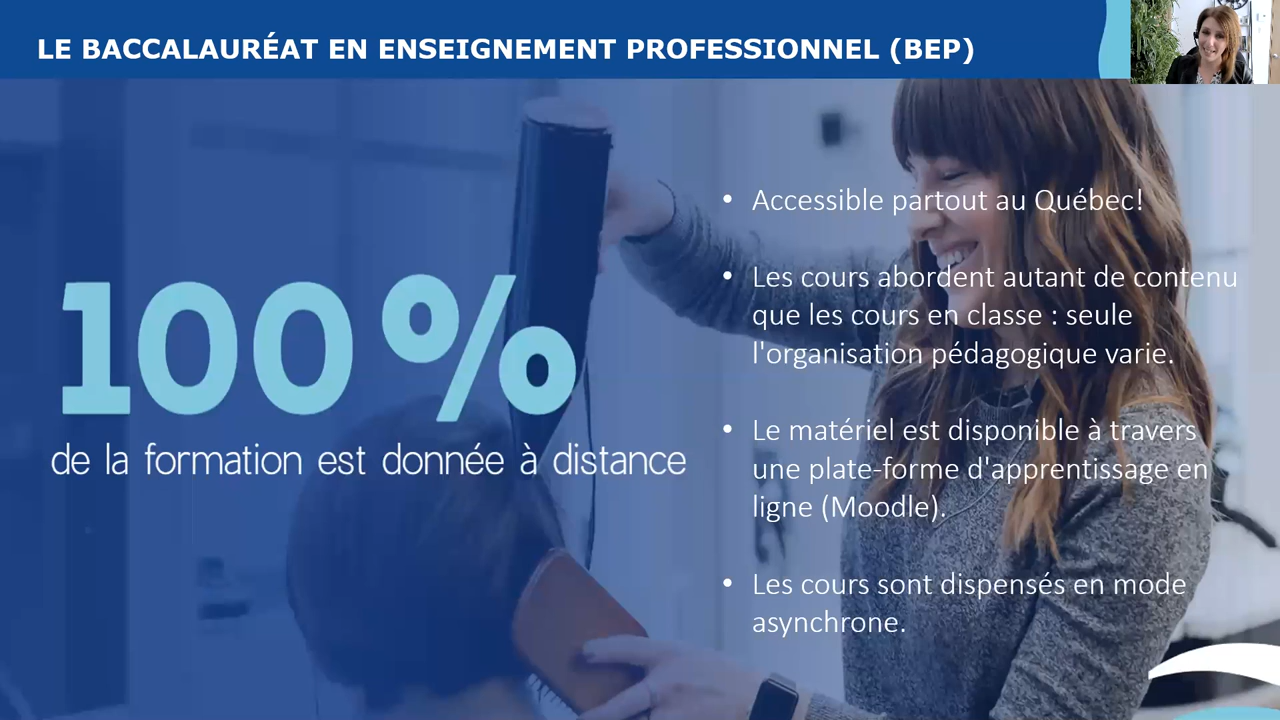 LE BACCALAURÉAT EN ENSEIGNEMENT PROFESSIONNEL (BEP)
100 %
de la formation est donnée à distance
• Accessible partout au Québec!
• Les cours abordent autant de contenu
que les cours en classe : seule
l'organisation pédagogique varie.
• Le matériel est disponible à travers
une plate-forme d'apprentissage en
ligne (Moodle).
• Les cours sont dispensés en mode
asynchrone.